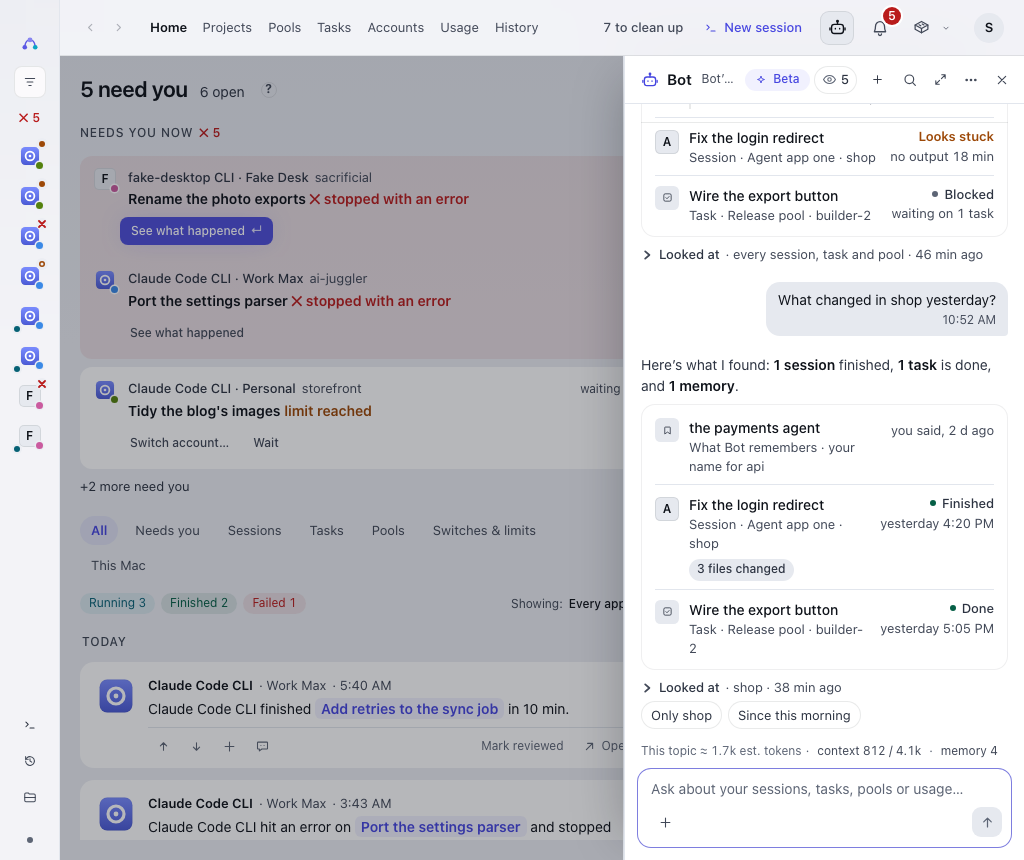 Home Projects Pools Tasks Accounts Usage History 7 to clean up New session 5 S
5
F
F
5 need you 6 open ?
NEEDS YOU NOW 5
F fake-desktop CLI · Fake Desk sacrificial
Rename the photo exports stopped with an error
See what happened
Claude Code CLI · Work Max ai-juggler
Port the settings parser stopped with an error
See what happened
Claude Code CLI · Personal storefront waiting
Tidy the blog's images limit reached
Switch account… Wait
+2 more need you
All Needs you Sessions Tasks Pools Switches & limits
This Mac
Running 3 Finished 2 Failed 1 Showing: Every app
TODAY
Claude Code CLI · Work Max · 5:40 AM
Claude Code CLI finished Add retries to the sync job in 10 min.
Mark reviewed Ope
Claude Code CLI · Work Max · 3:43 AM
Claude Code CLI hit an error on Port the settings parser and stopped
Bot Bot’… Beta 5
A Fix the login redirect Looks stuck
Session · Agent app one · shop no output 18 min
Wire the export button Blocked
Task · Release pool · builder-2 waiting on 1 task
Looked at · every session, task and pool · 46 min ago
What changed in shop yesterday?
10:52 AM
Here’s what I found: 1 session finished, 1 task is done,
and 1 memory.
the payments agent you said, 2 d ago
What Bot remembers · your
name for api
A Fix the login redirect Finished
Session · Agent app one · yesterday 4:20 PM
shop
3 files changed
Wire the export button Done
Task · Release pool · builder- yesterday 5:05 PM
2
Looked at · shop · 38 min ago
Only shop Since this morning
This topic ≈ 1.7k est. tokens · context 812 / 4.1k · memory 4
Ask about your sessions, tasks, pools or usage…